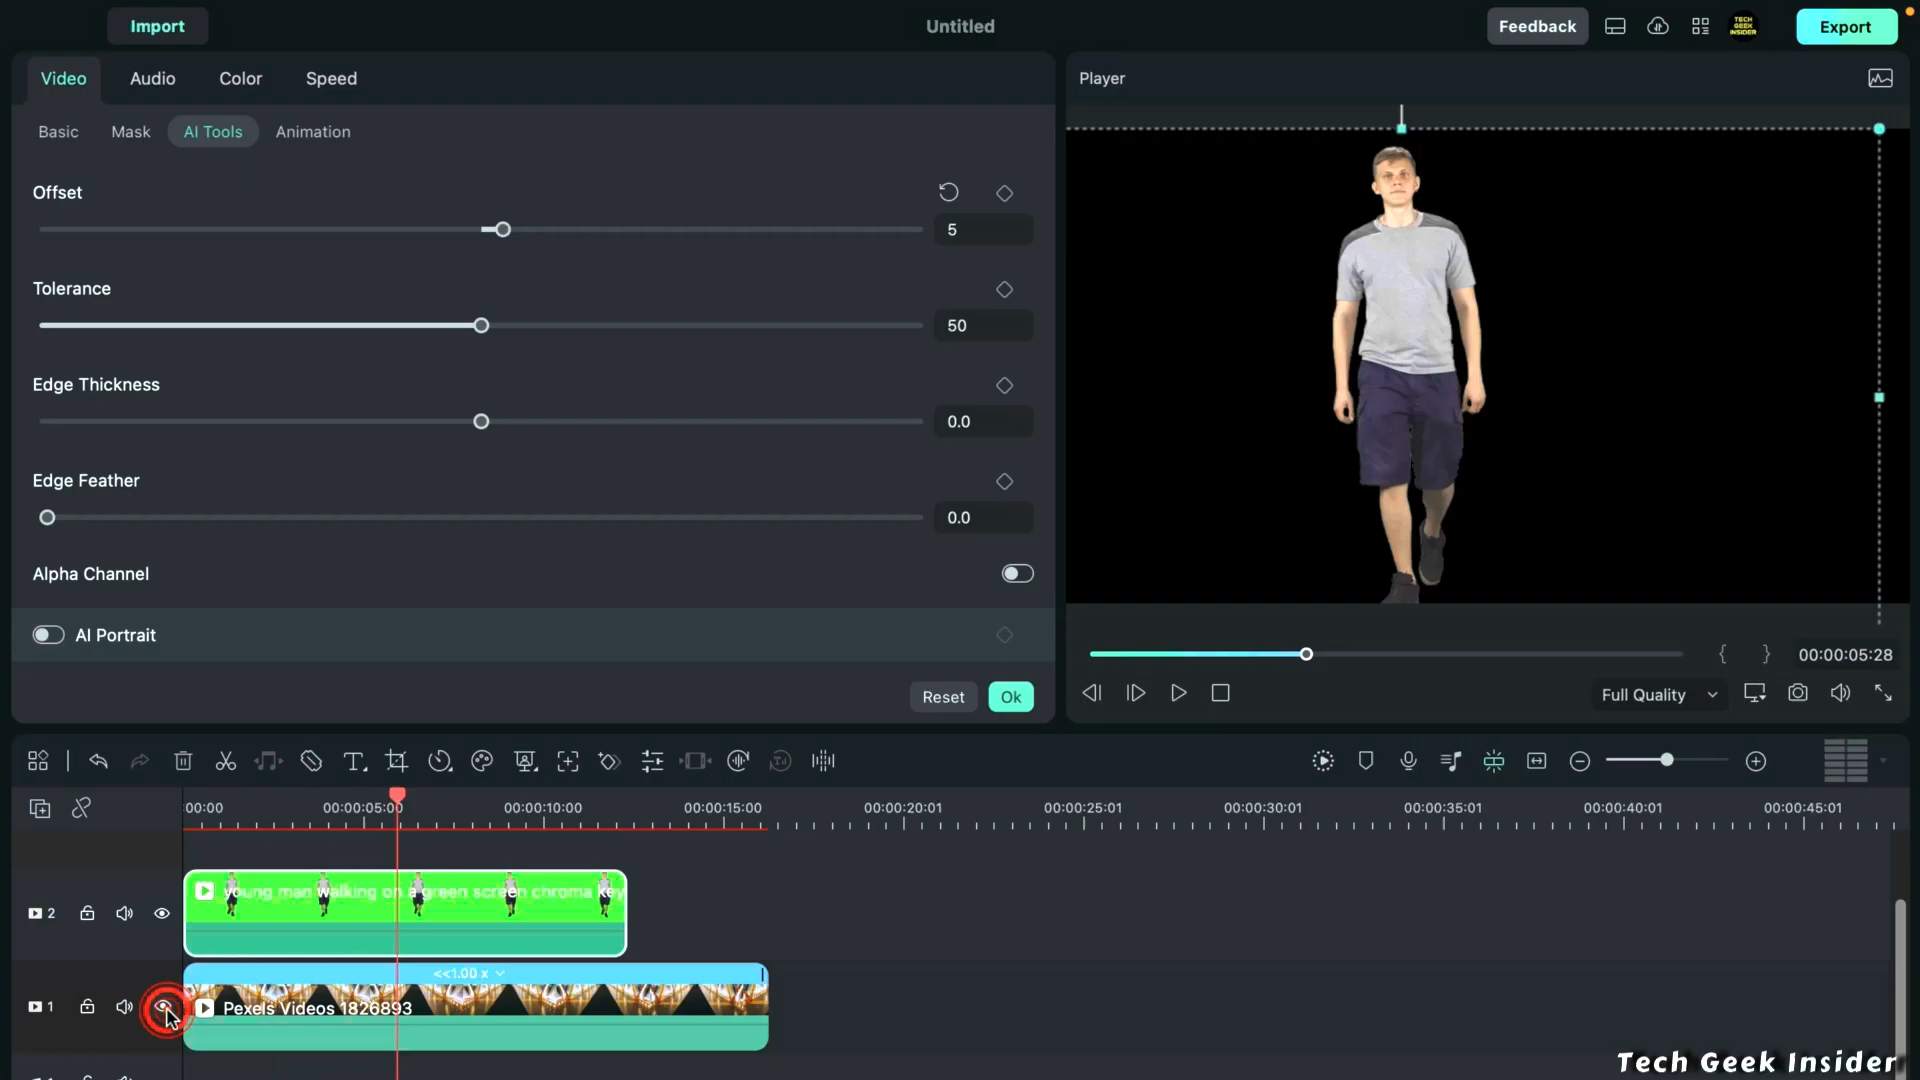 Import
Untitled
Feedback
TECH
GEEK
INSIDER
Export
Video
Audio
Color
Speed
Player
Basic
Mask
AI Tools
Animation
Offset
5
Tolerance
50
Edge Thickness
0.0
Edge Feather
0.0
Alpha Channel
AI Portrait
Reset
Ok
{ }
00:00:05:28
Full Quality
:00:00
00:00:05:00
00:00:10:00
00:00:15:00
00:00:20:01
00:00:25:01
00:00:30:01
00:00:35:01
00:00:40:01
00:00:45:01
2
young man walking on a green screen chroma key
<<1.00 x
1
Pexels Videos 1826893
Tech Geek Insider